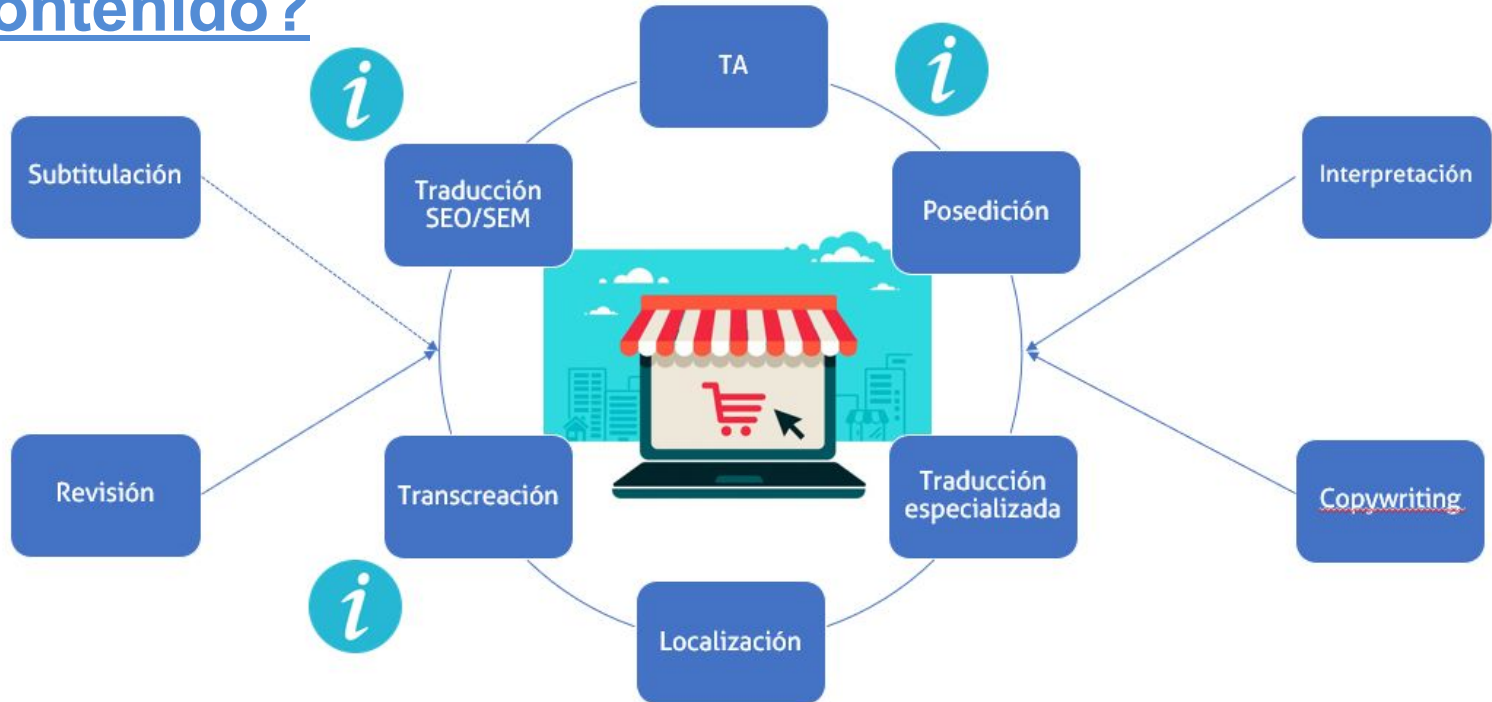 ontenido?
TA
Subtitulación
Traducción
SEO/SEM
Posedición
Interpretación
Revisión
Transcreación
Traducción
especializada
Copywriting
Localización